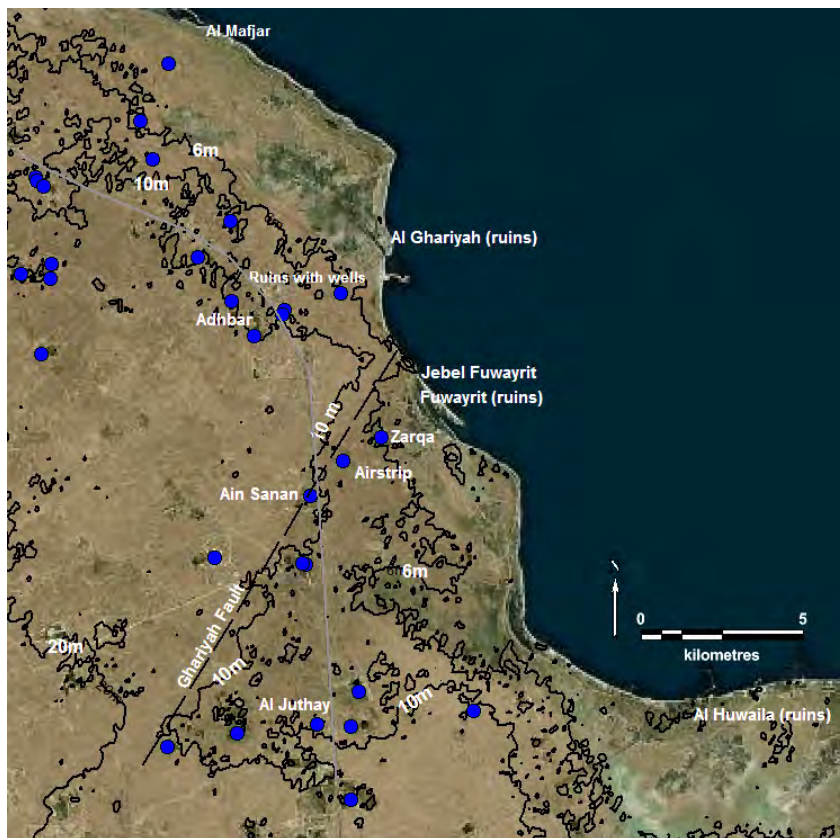 Al Mafjar
6m
10m
Al Ghariyah (ruins)
Ruins with wells
Adhbar
Jebel Fuwayrit
Fuwayrit (ruins)
10 m
Zarqa
Airstrip
Ain Sanan
6m
Ghariyah Fault
0 5
kilometres
20m
10m
10m
Al Juthay
Al Huwaila (ruins)